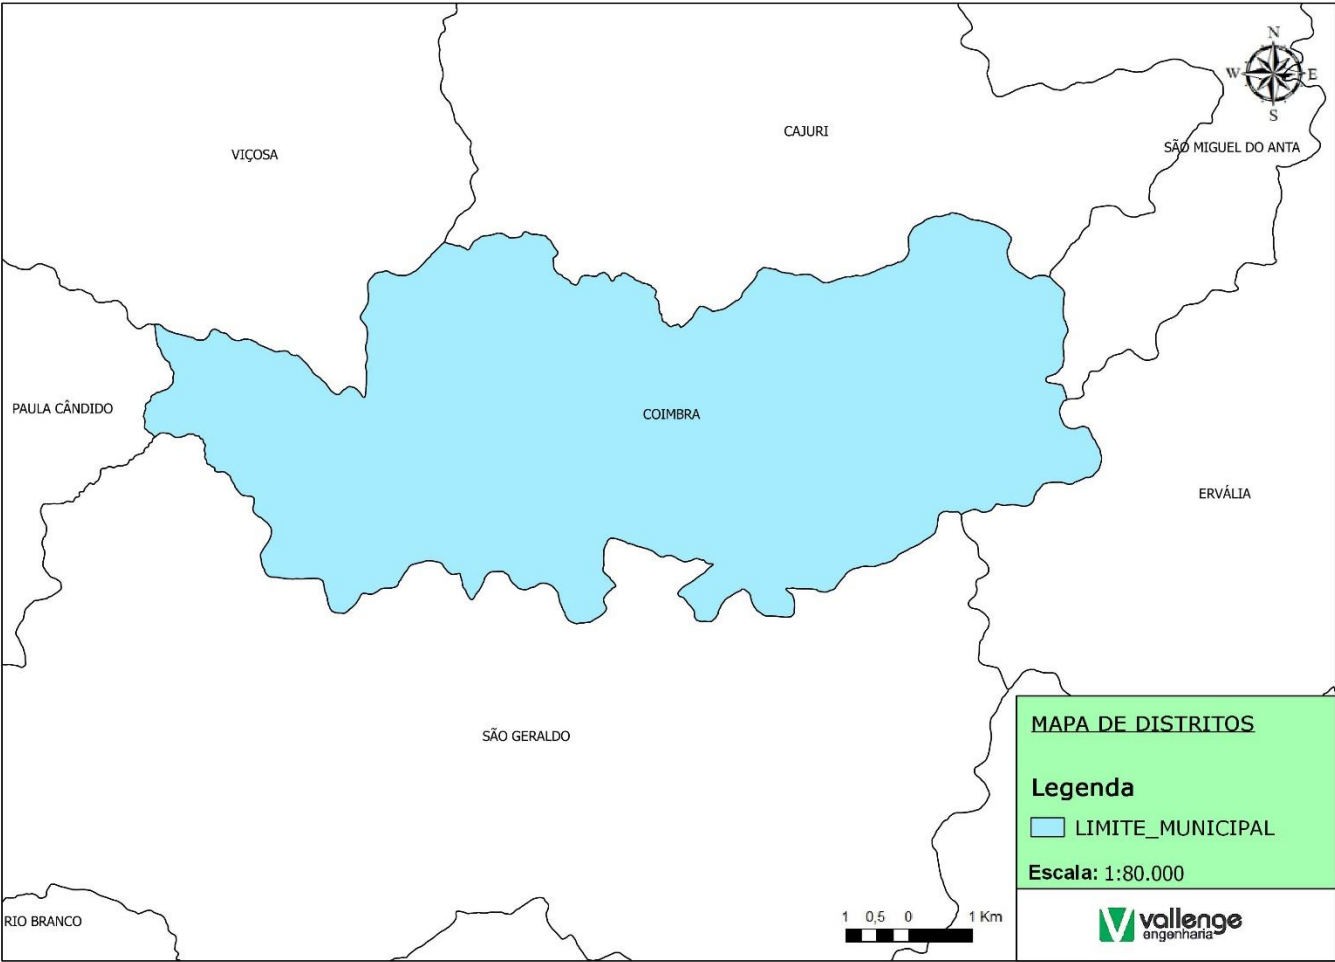 N
W E
S
CAJURI
VIÇOSA
SÃO MIGUEL DO ANTA
PAULA CÂNDIDO
COIMBRA
ERVÁLIA
SÃO GERALDO
RIO BRANCO
MAPA DE DISTRITOS
Legenda
LIMITE_MUNICIPAL
Escala: 1:80.000
1 0,5 0 1 Km
vallenge
engenharia